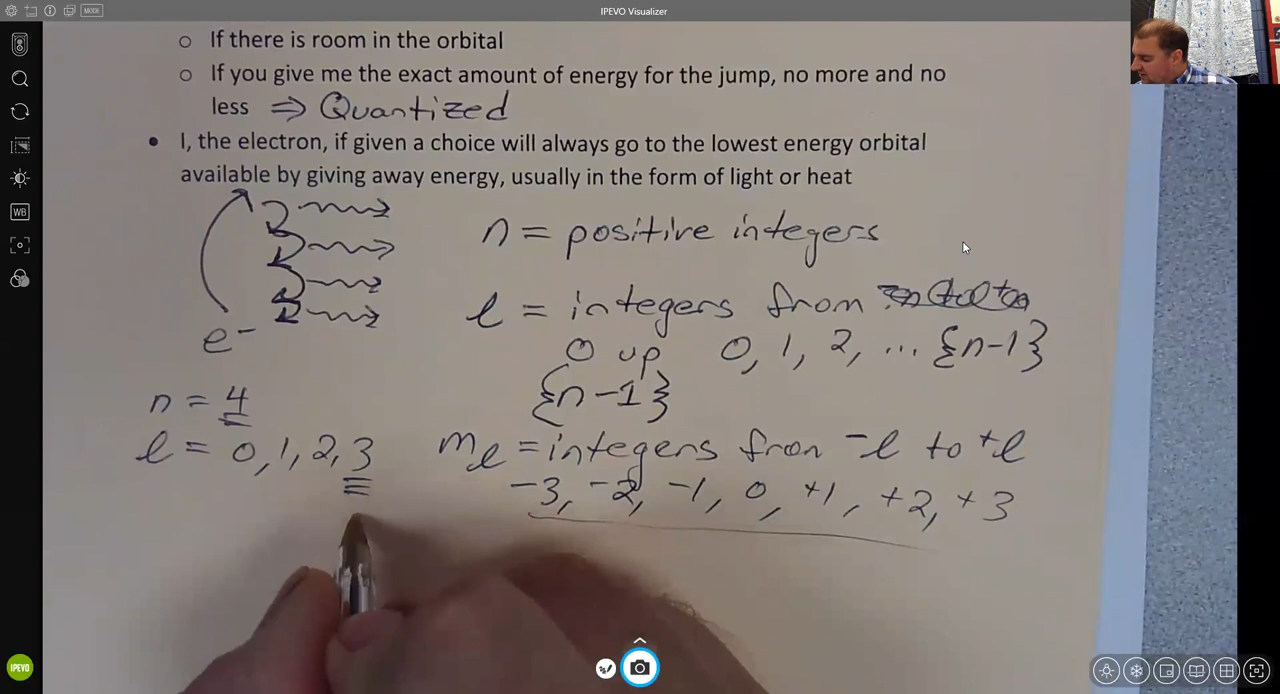 IPEVO Visualizer
MODE
○ If there is room in the orbital
○ If you give me the exact amount of energy for the jump, no more and no
less ⇒ Quantized
• I, the electron, if given a choice will always go to the lowest energy orbital
available by giving away energy, usually in the form of light or heat
n = positive integers
l = integers from
0 up 0, 1, 2, ... {n-1}
{n-1}
e-
n = 4
l = 0, 1, 2, 3
ml = integers from -l to +l
-3, -2, -1, 0, +1, +2, +3
WB
IPEVO